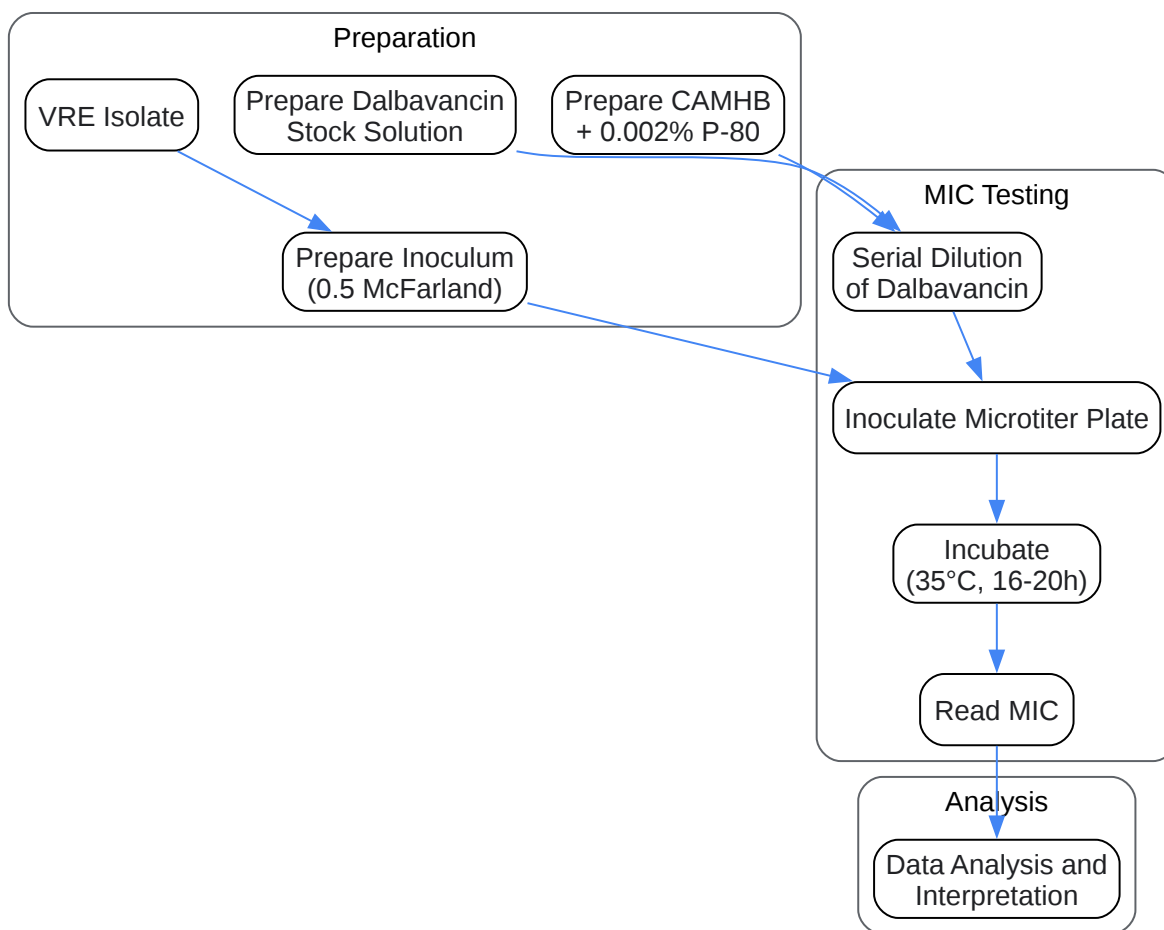 Preparation
VRE Isolate
Prepare Dalbavancin
Stock Solution
Prepare CAMHB
+ 0.002% P-80
Prepare Inoculum
(0.5 McFarland)
MIC Testing
Serial Dilution
of Dalbavancin
Inoculate Microtiter Plate
Incubate
(35°C, 16-20h)
Read MIC
Analysis
Data Analysis and
Interpretation